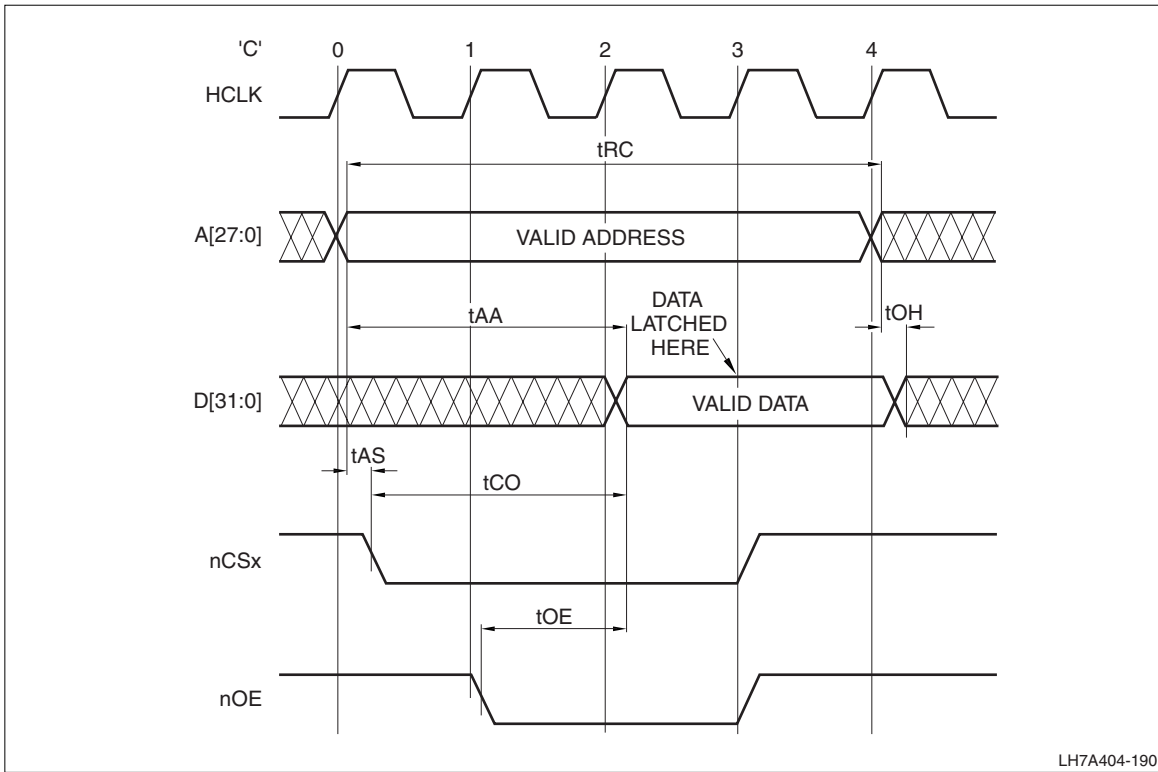 'C' 0 1 2 3 4
HCLK
tRC
A[27:0] VALID ADDRESS
tAA
DATA
LATCHED
HERE
tOH
D[31:0] VALID DATA
tAS
tCO
nCSx
tOE
nOE
LH7A404-190